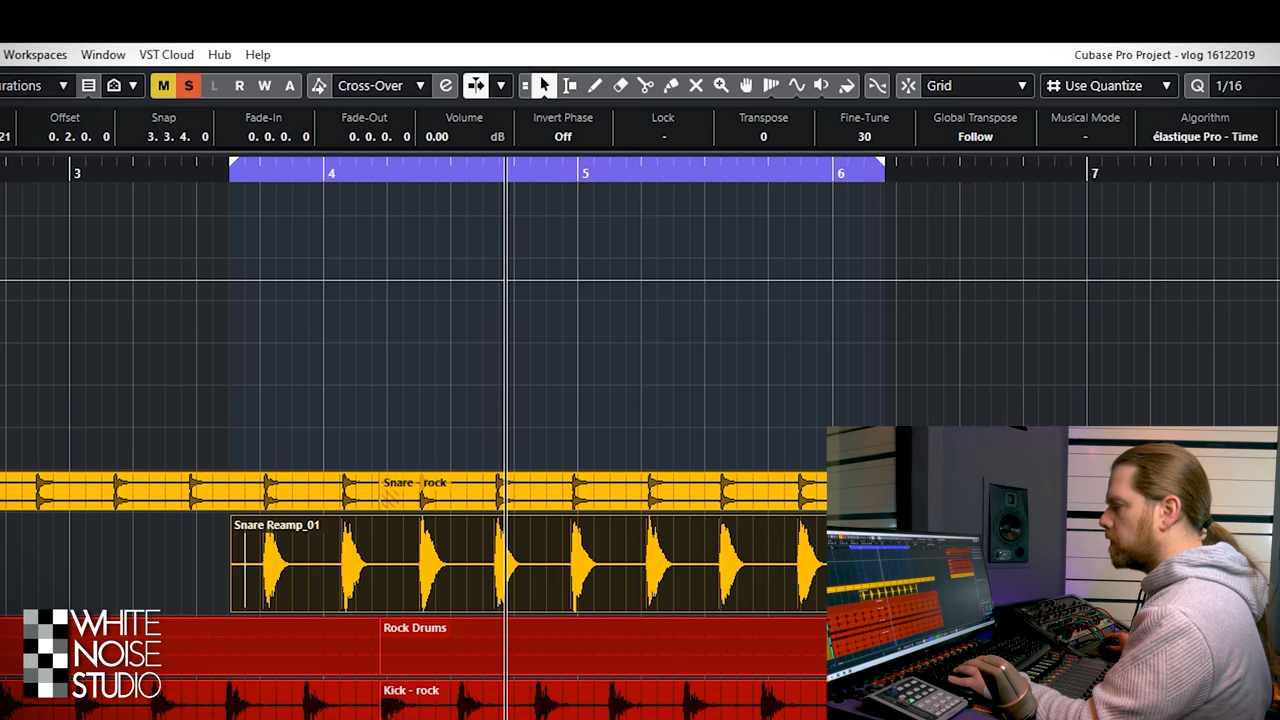 Workspaces Window VST Cloud Hub Help
Cubase Pro Project - vlog 16122019
urations M S L R W A Cross-Over Grid Use Quantize Q 1/16
Offset Snap Fade-In Fade-Out Volume Invert Phase Lock Transpose Fine-Tune Global Transpose Musical Mode Algorithm
21 0. 2. 0. 0 3. 3. 4. 0 0. 0. 0. 0 0. 0. 0. 0 0.00 dB Off - 0 30 Follow - élastique Pro - Time
3 4 5 6 7
Snare - rock
Snare Reamp_01
Rock Drums
Kick - rock
WHITE
NOISE
STUDIO